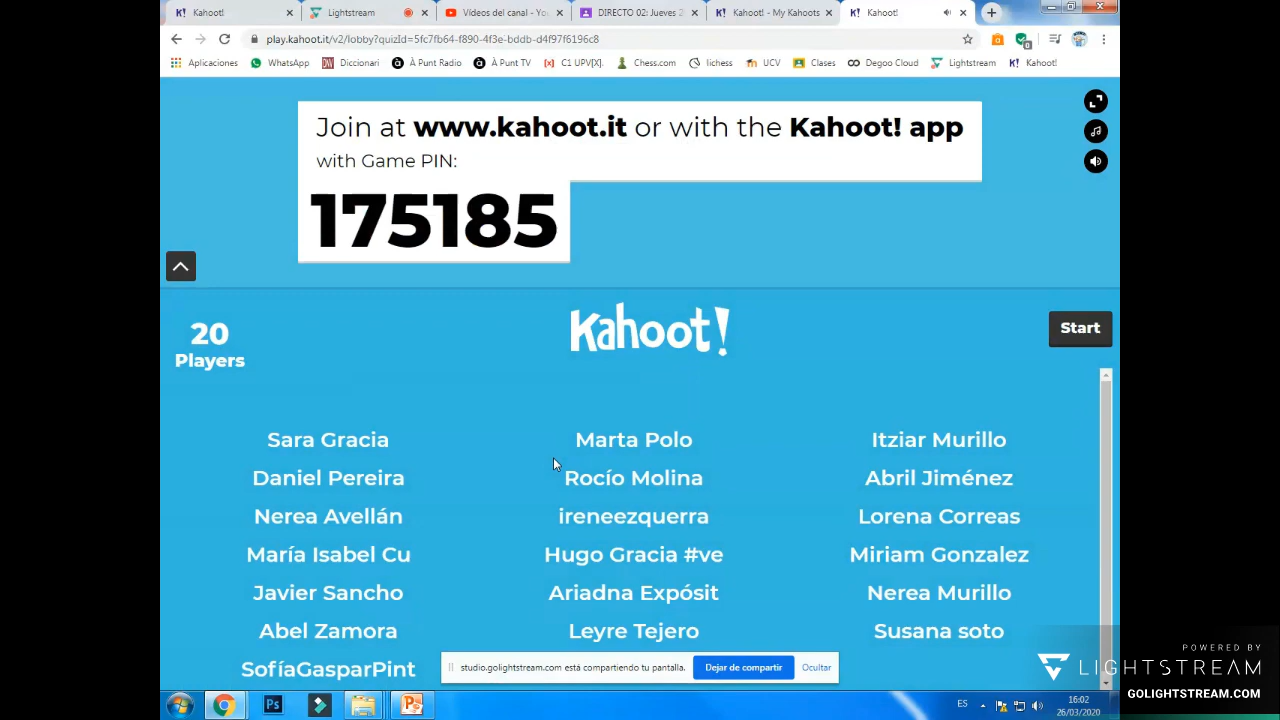 Kahoot!
Lightstream
Vídeos del canal - You
DIRECTO 02: Jueves 2
Kahoot! - My Kahoots
Kahoot!
play.kahoot.it/v2/lobby?quizId=5fc7fb64-f890-4f3e-bddb-d4f97f6196c8
Aplicaciones WhatsApp Diccionari À Punt Radio À Punt TV C1 UPV[X]. Chess.com lichess UCV Clases Degoo Cloud Lightstream Kahoot!
Join at www.kahoot.it or with the Kahoot! app
with Game PIN:
175185
20
Players
Kahoot!
Start
Sara Gracia Marta Polo Itziar Murillo
Daniel Pereira Rocío Molina Abril Jiménez
Nerea Avellán ireneezquerra Lorena Correas
María Isabel Cu Hugo Gracia #ve Miriam Gonzalez
Javier Sancho Ariadna Expósit Nerea Murillo
Abel Zamora Leyre Tejero Susana soto
SofíaGasparPint
studio.golightstream.com está compartiendo tu pantalla. Dejar de compartir Ocultar
POWERED BY
LIGHTSTREAM
GOLIGHTSTREAM.COM
ES
16:02
26/03/2020